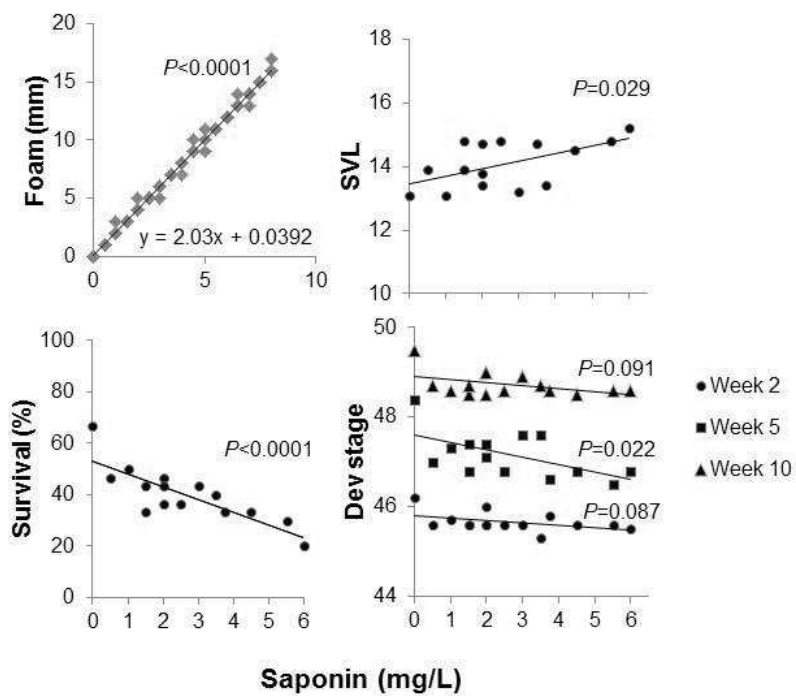 20
15
10
5
0
Foam (mm)
P<0.0001
y = 2.03x + 0.0392
0 5 10
18
16
14
12
10
SVL
P=0.029
100
80
60
40
20
0
Survival (%)
P<0.0001
0 1 2 3 4 5 6
50
48
46
44
Dev stage
P=0.091
P=0.022
P=0.087
0 1 2 3 4 5 6
Week 2
Week 5
Week 10
Saponin (mg/L)